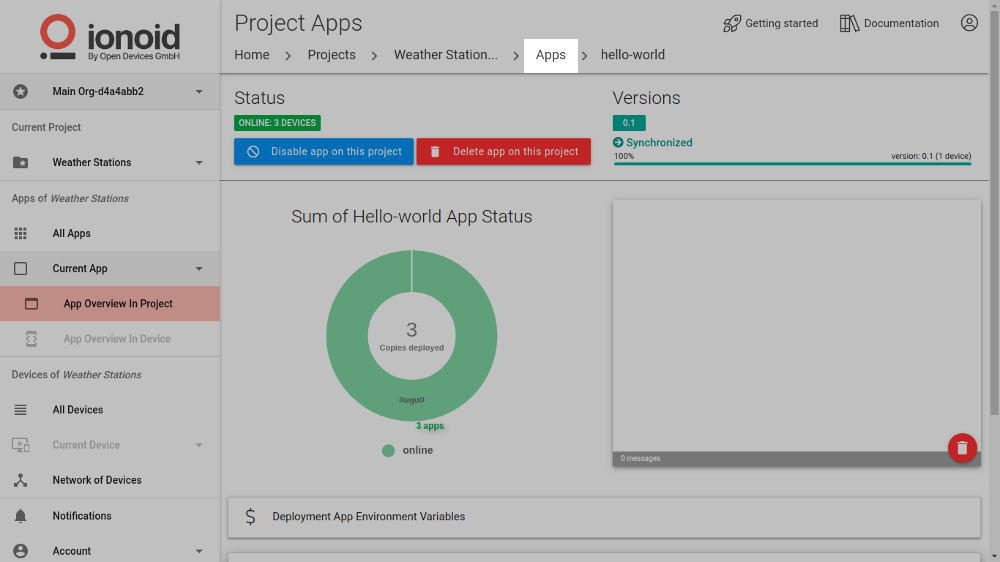 ionoid
By Open Devices GmbH
Project Apps
Getting started
Documentation
Home
Projects
Weather Station...
Apps
hello-world
Main Org-d4a4abb2
Current Project
Weather Stations
Apps of Weather Stations
All Apps
Current App
App Overview In Project
App Overview In Device
Devices of Weather Stations
All Devices
Current Device
Network of Devices
Notifications
Account
Status
ONLINE: 3 DEVICES
Disable app on this project
Delete app on this project
Versions
0.1
Synchronized
100%
version: 0.1 (1 device)
Sum of Hello-world App Status
3
Copies deployed
online
3 apps
online
0 messages
$ Deployment App Environment Variables